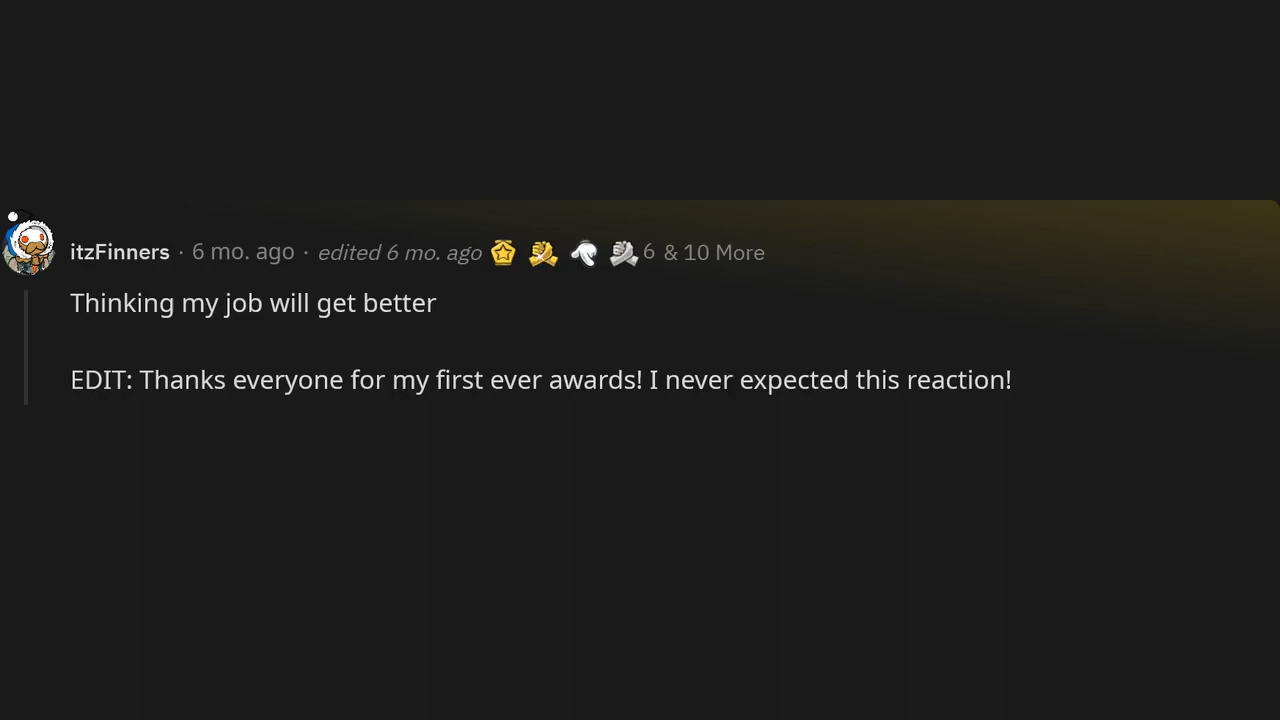 itzFinners · 6 mo. ago · edited 6 mo. ago 6 & 10 More
Thinking my job will get better
EDIT: Thanks everyone for my first ever awards! I never expected this reaction!